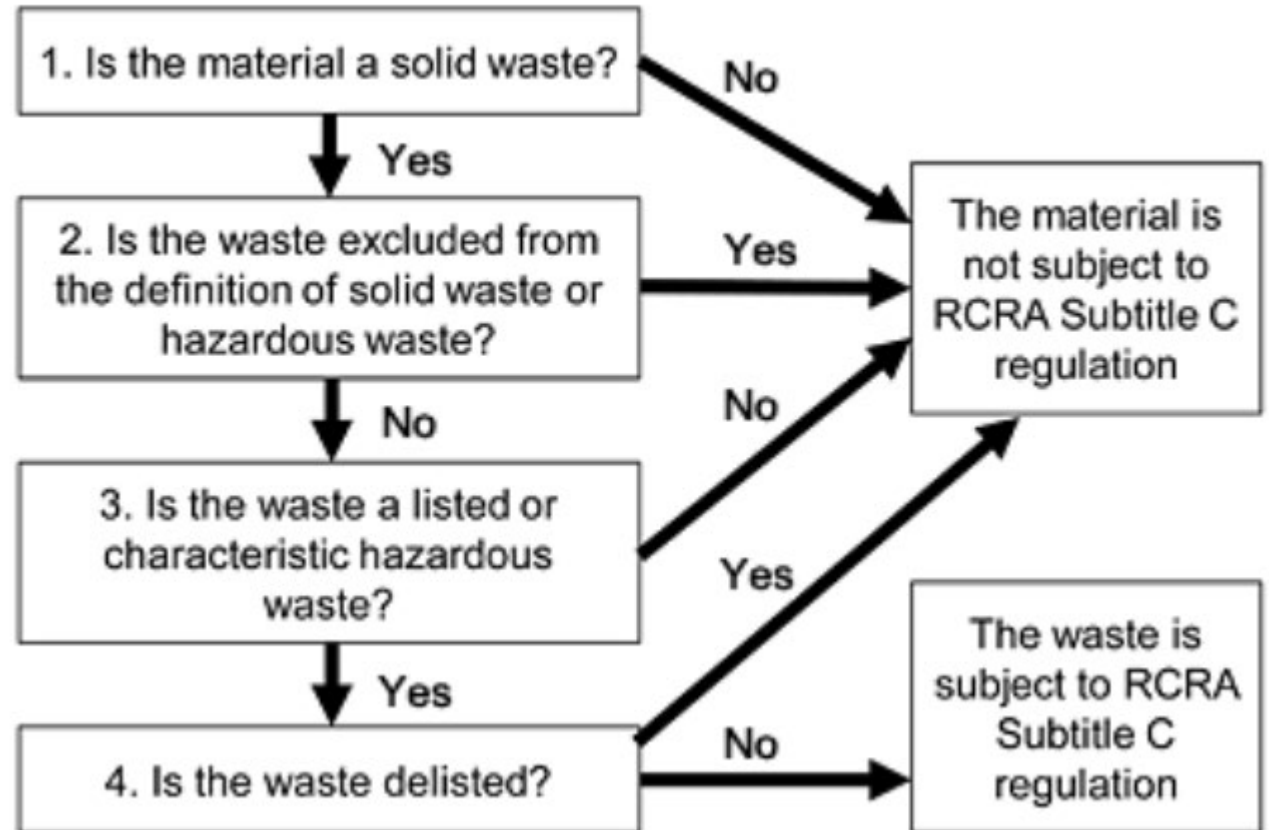 1. Is the material a solid waste?
No
Yes
2. Is the waste excluded from
the definition of solid waste or
hazardous waste?
Yes
The material is
not subject to
RCRA Subtitle C
regulation
No
No
3. Is the waste a listed or
characteristic hazardous
waste?
Yes
Yes
4. Is the waste delisted?
No
The waste is
subject to RCRA
Subtitle C
regulation